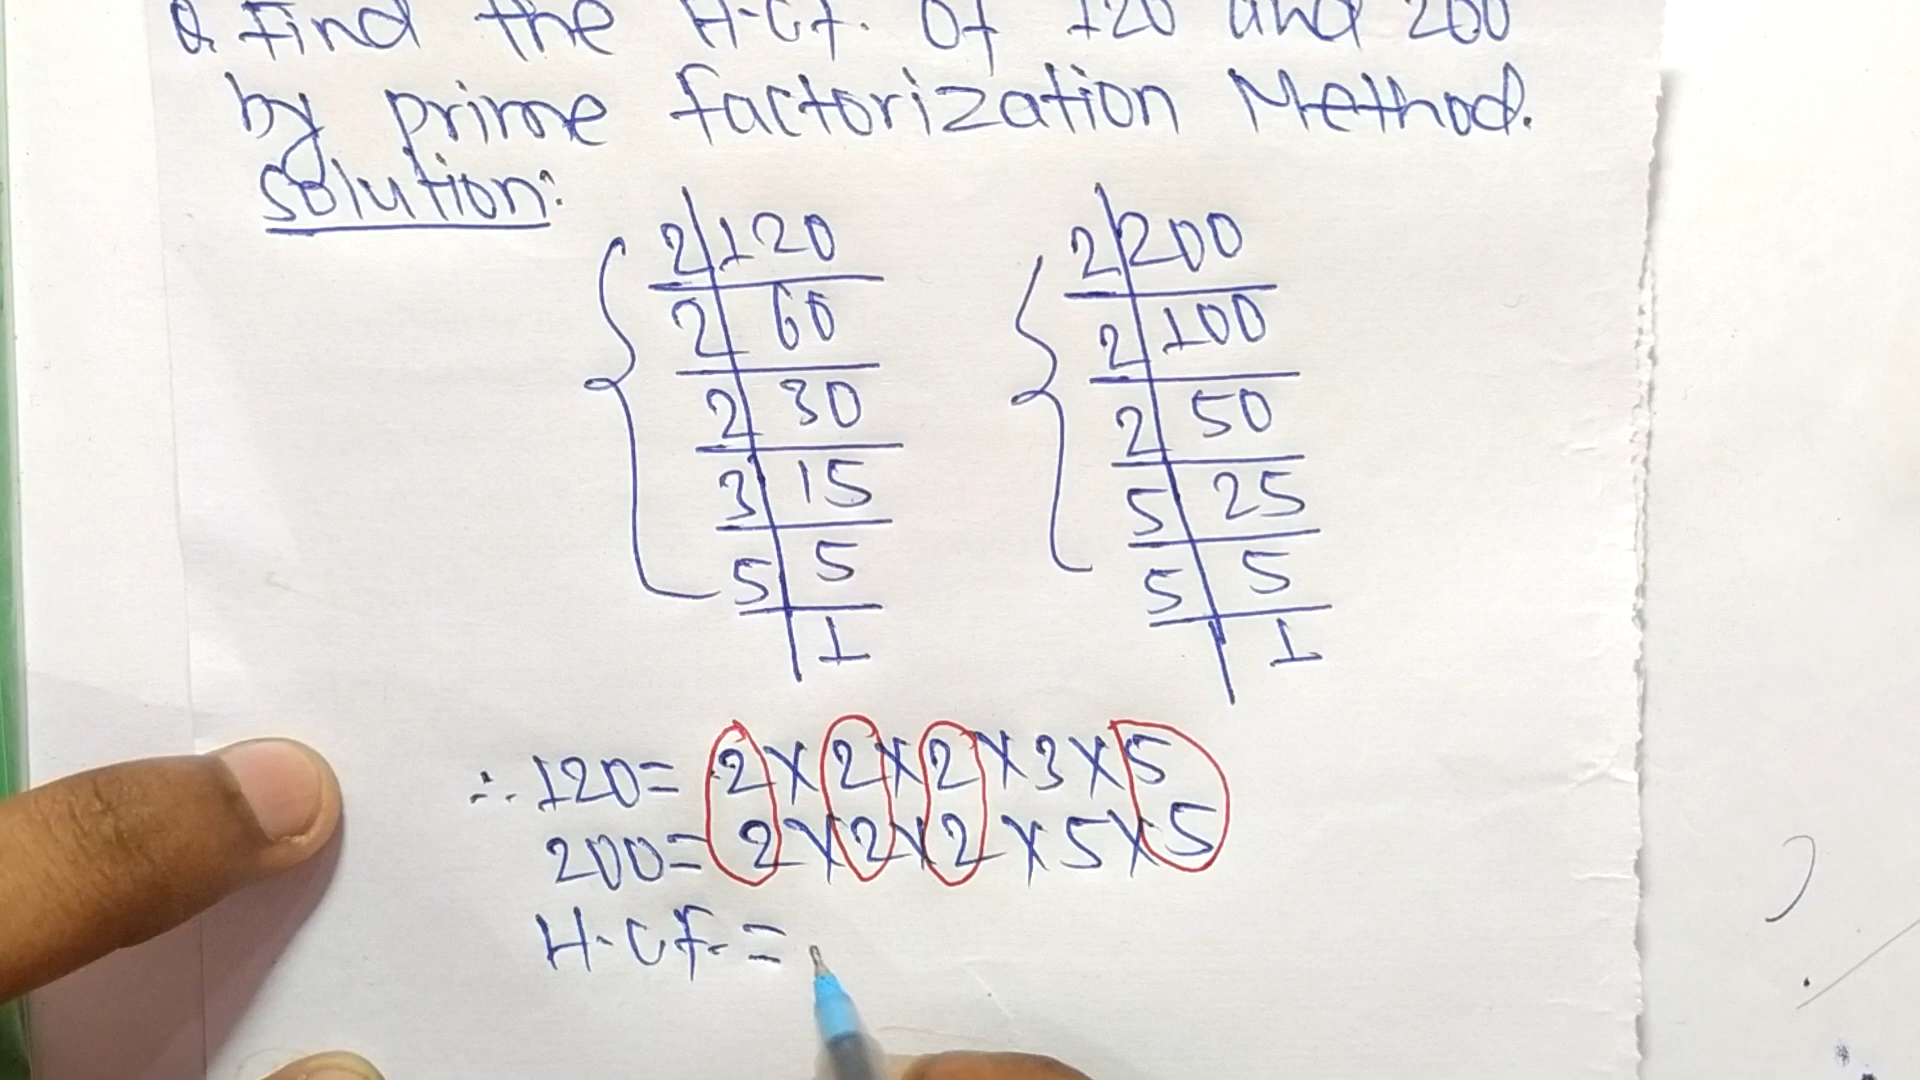 Q. Find the H.C.F. Of 120 and 200
by prime factorization Method.
Solution:
2|120
2|60
2|30
3|15
5|5
|1
2|200
2|100
2|50
5|25
5|5
|1
∴ 120= 2×2×2×3×5
200= 2×2×2×5×5
H.C.F. =